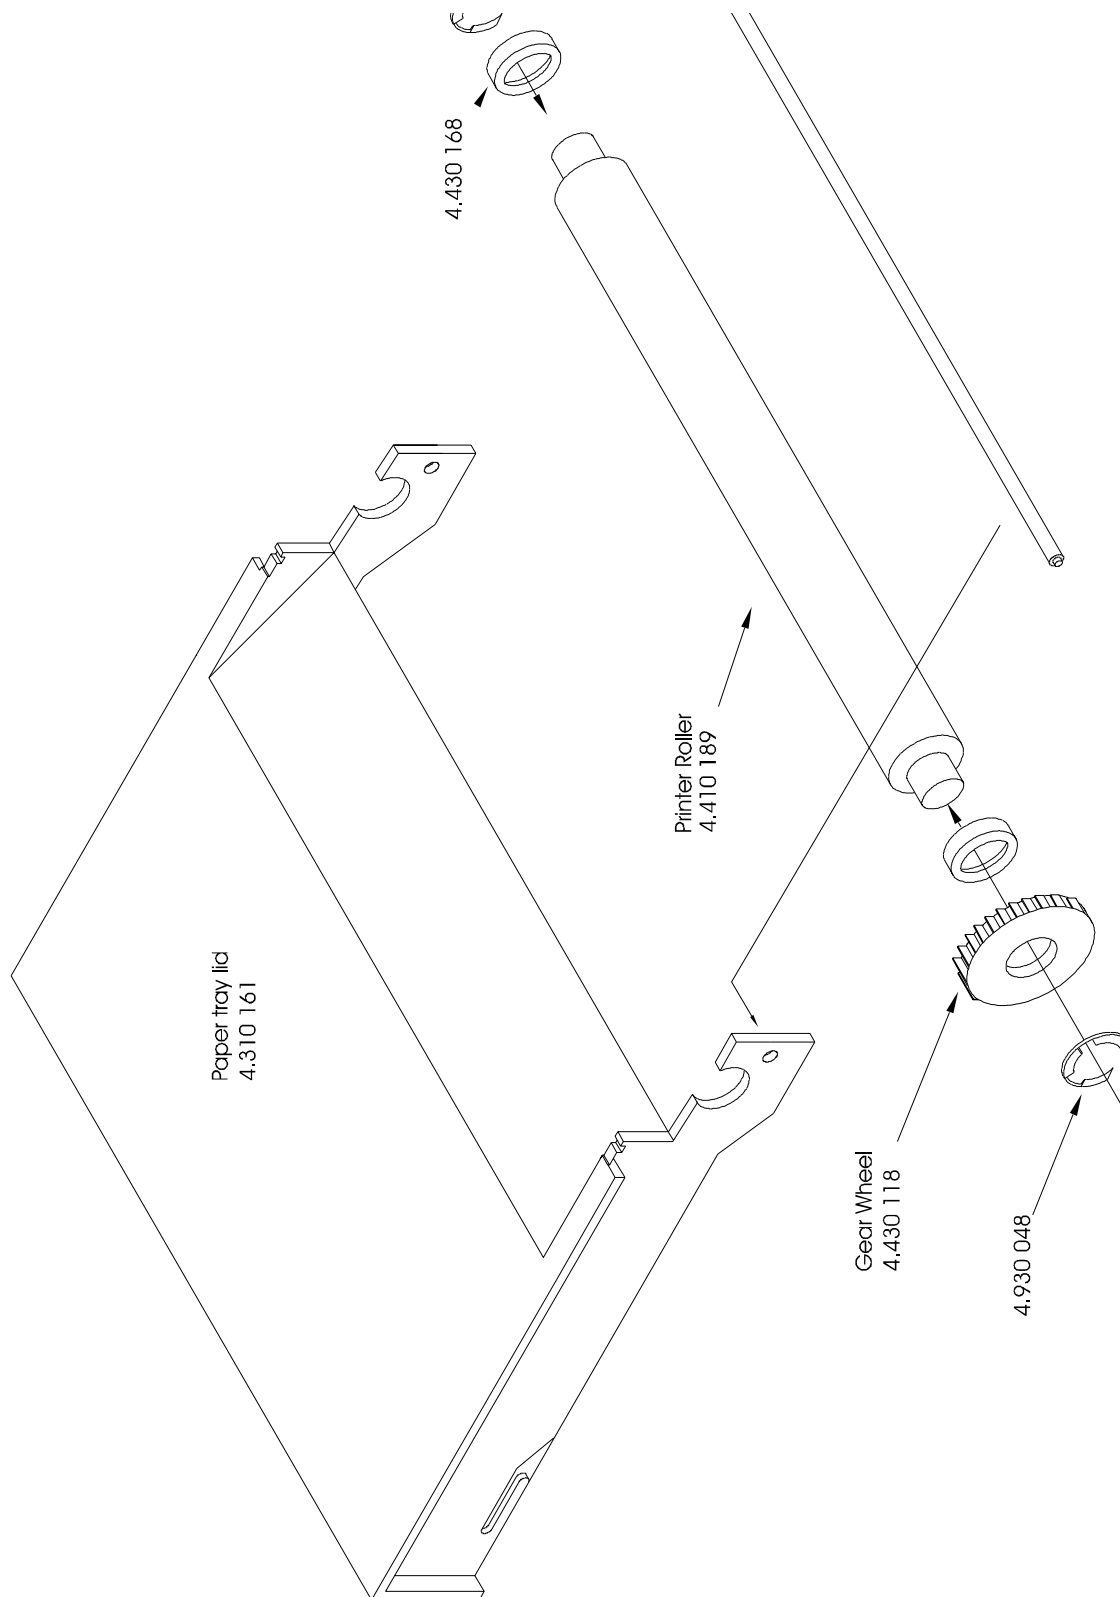 4.430 168
Printer Roller
4.410 189
Paper tray lid
4.310 161
Gear Wheel
4.430 118
4.930 048